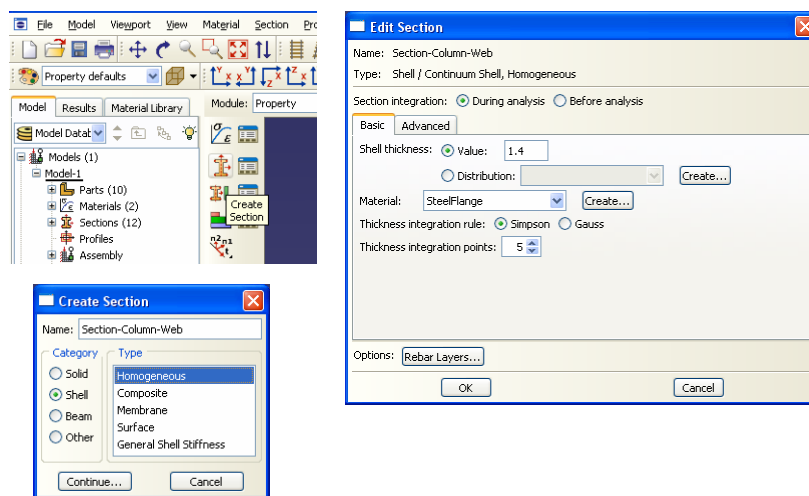 File Model Viewport View Material Section
Property defaults
Model Results Material Library
Module: Property
Model Datab
Models (1)
Model-1
Parts (10)
Materials (2)
Sections (12)
Profiles
Assembly
Create
Section
Create Section
Name: Section-Column-Web
Category Type
Solid
Shell
Beam
Other
Homogeneous
Composite
Membrane
Surface
General Shell Stiffness
Continue... Cancel
Edit Section
Name: Section-Column-Web
Type: Shell / Continuum Shell, Homogeneous
Section integration: During analysis Before analysis
Basic Advanced
Shell thickness: Value: 1.4
Distribution: Create...
Material: SteelFlange Create...
Thickness integration rule: Simpson Gauss
Thickness integration points: 5
Options: Rebar Layers...
OK Cancel